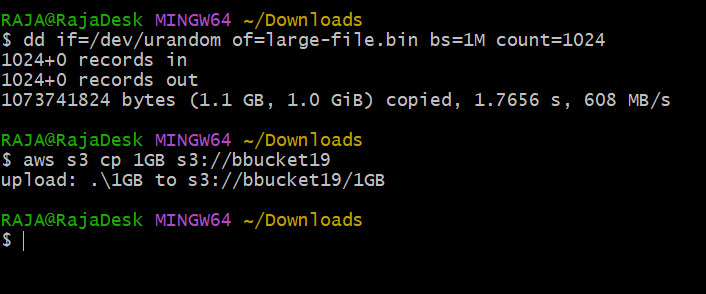 RAJA@RajaDesk MINGW64 ~/Downloads
$ dd if=/dev/urandom of=large-file.bin bs=1M count=1024
1024+0 records in
1024+0 records out
1073741824 bytes (1.1 GB, 1.0 GiB) copied, 1.7656 s, 608 MB/s
RAJA@RajaDesk MINGW64 ~/Downloads
$ aws s3 cp 1GB s3://bbucket19
upload: .\1GB to s3://bbucket19/1GB
RAJA@RajaDesk MINGW64 ~/Downloads
$